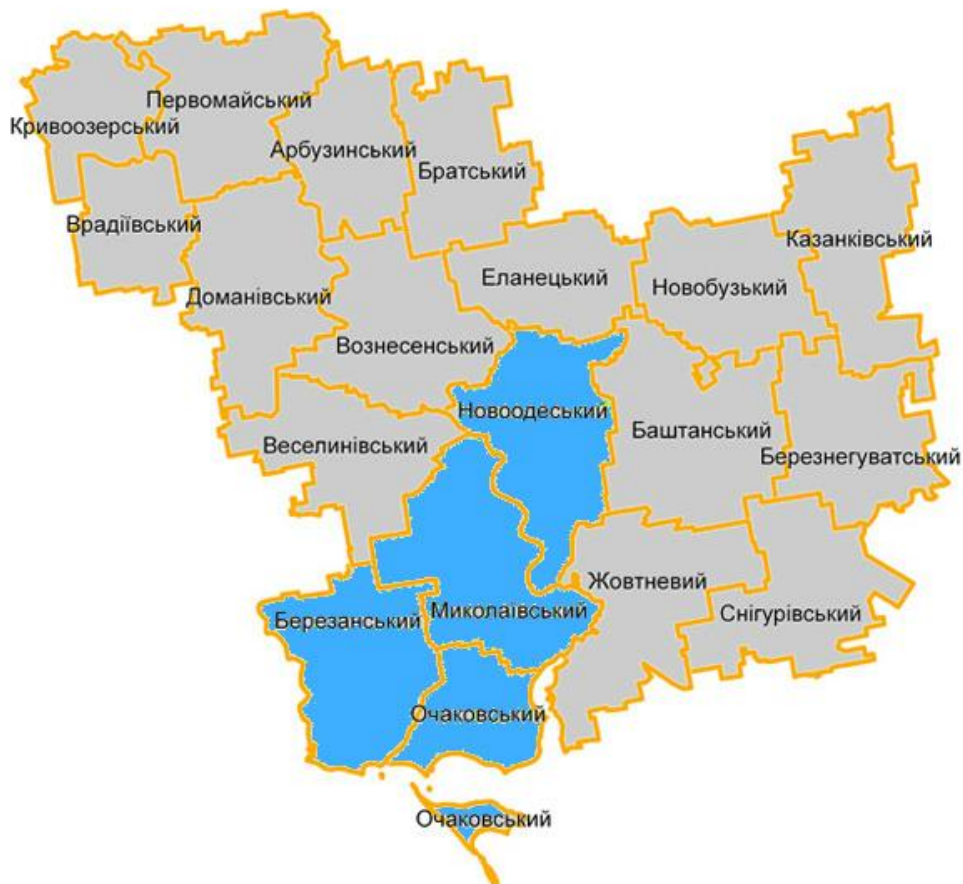 Первомайський
Кривоозерський
Арбузинський
Братський
Врадіївський
Казанківський
Еланецький
Новобузький
Доманівський
Вознесенський
Новоодеський
Баштанський
Веселинівський
Березнегуватський
Жовтневий
Миколаївський
Снігурівський
Березанський
Очаковський
Очаковський